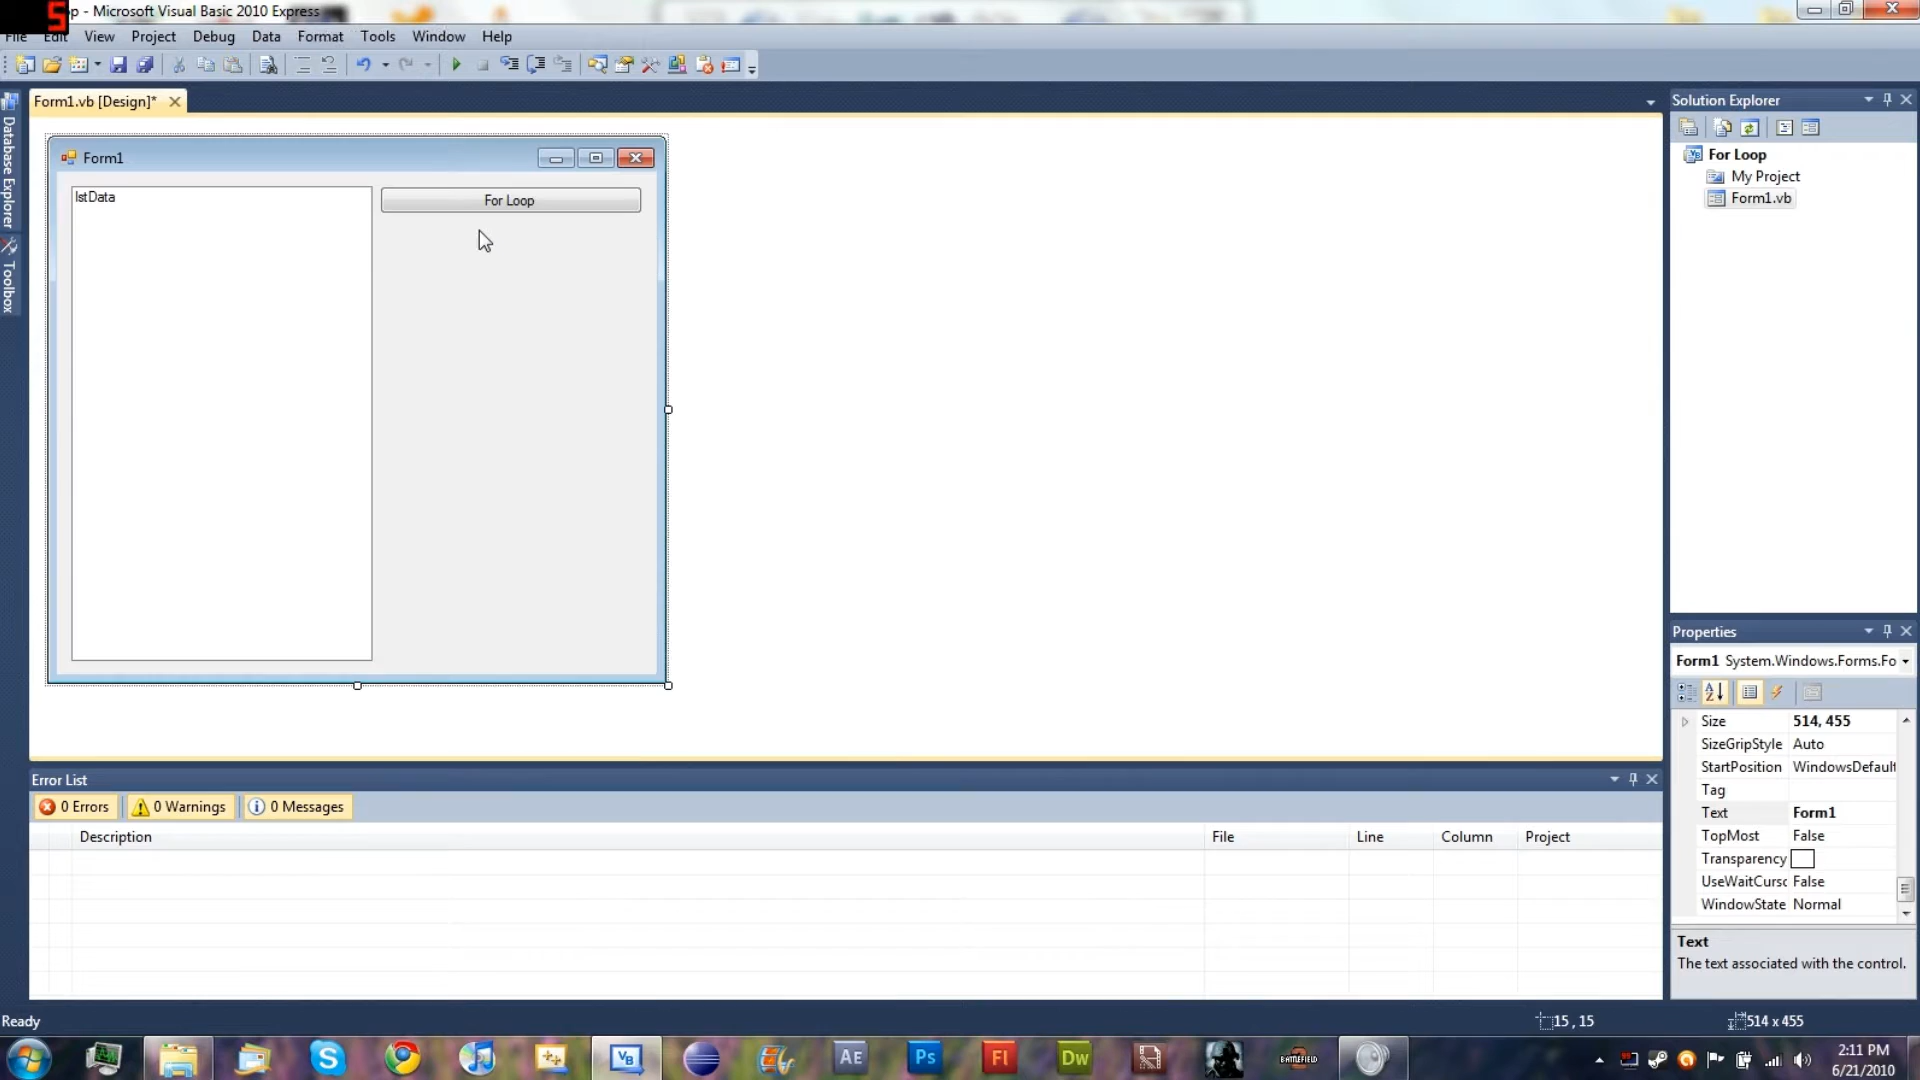 S
op - Microsoft Visual Basic 2010 Express
File Edit View Project Debug Data Format Tools Window Help
Form1.vb [Design]*
Database Explorer
Toolbox
Form1
lstData
For Loop
Solution Explorer
For Loop
My Project
Form1.vb
Properties
Form1 System.Windows.Forms.Fo
Size 514, 455
SizeGripStyle Auto
StartPosition WindowsDefault
Tag
Text Form1
TopMost False
Transparency
UseWaitCurso False
WindowState Normal
Text
The text associated with the control.
Error List
0 Errors 0 Warnings 0 Messages
Description File Line Column Project
Ready 15 , 15 514 x 455
VB AE Ps Fl Dw BATTLEFIELD
2:11 PM
6/21/2010